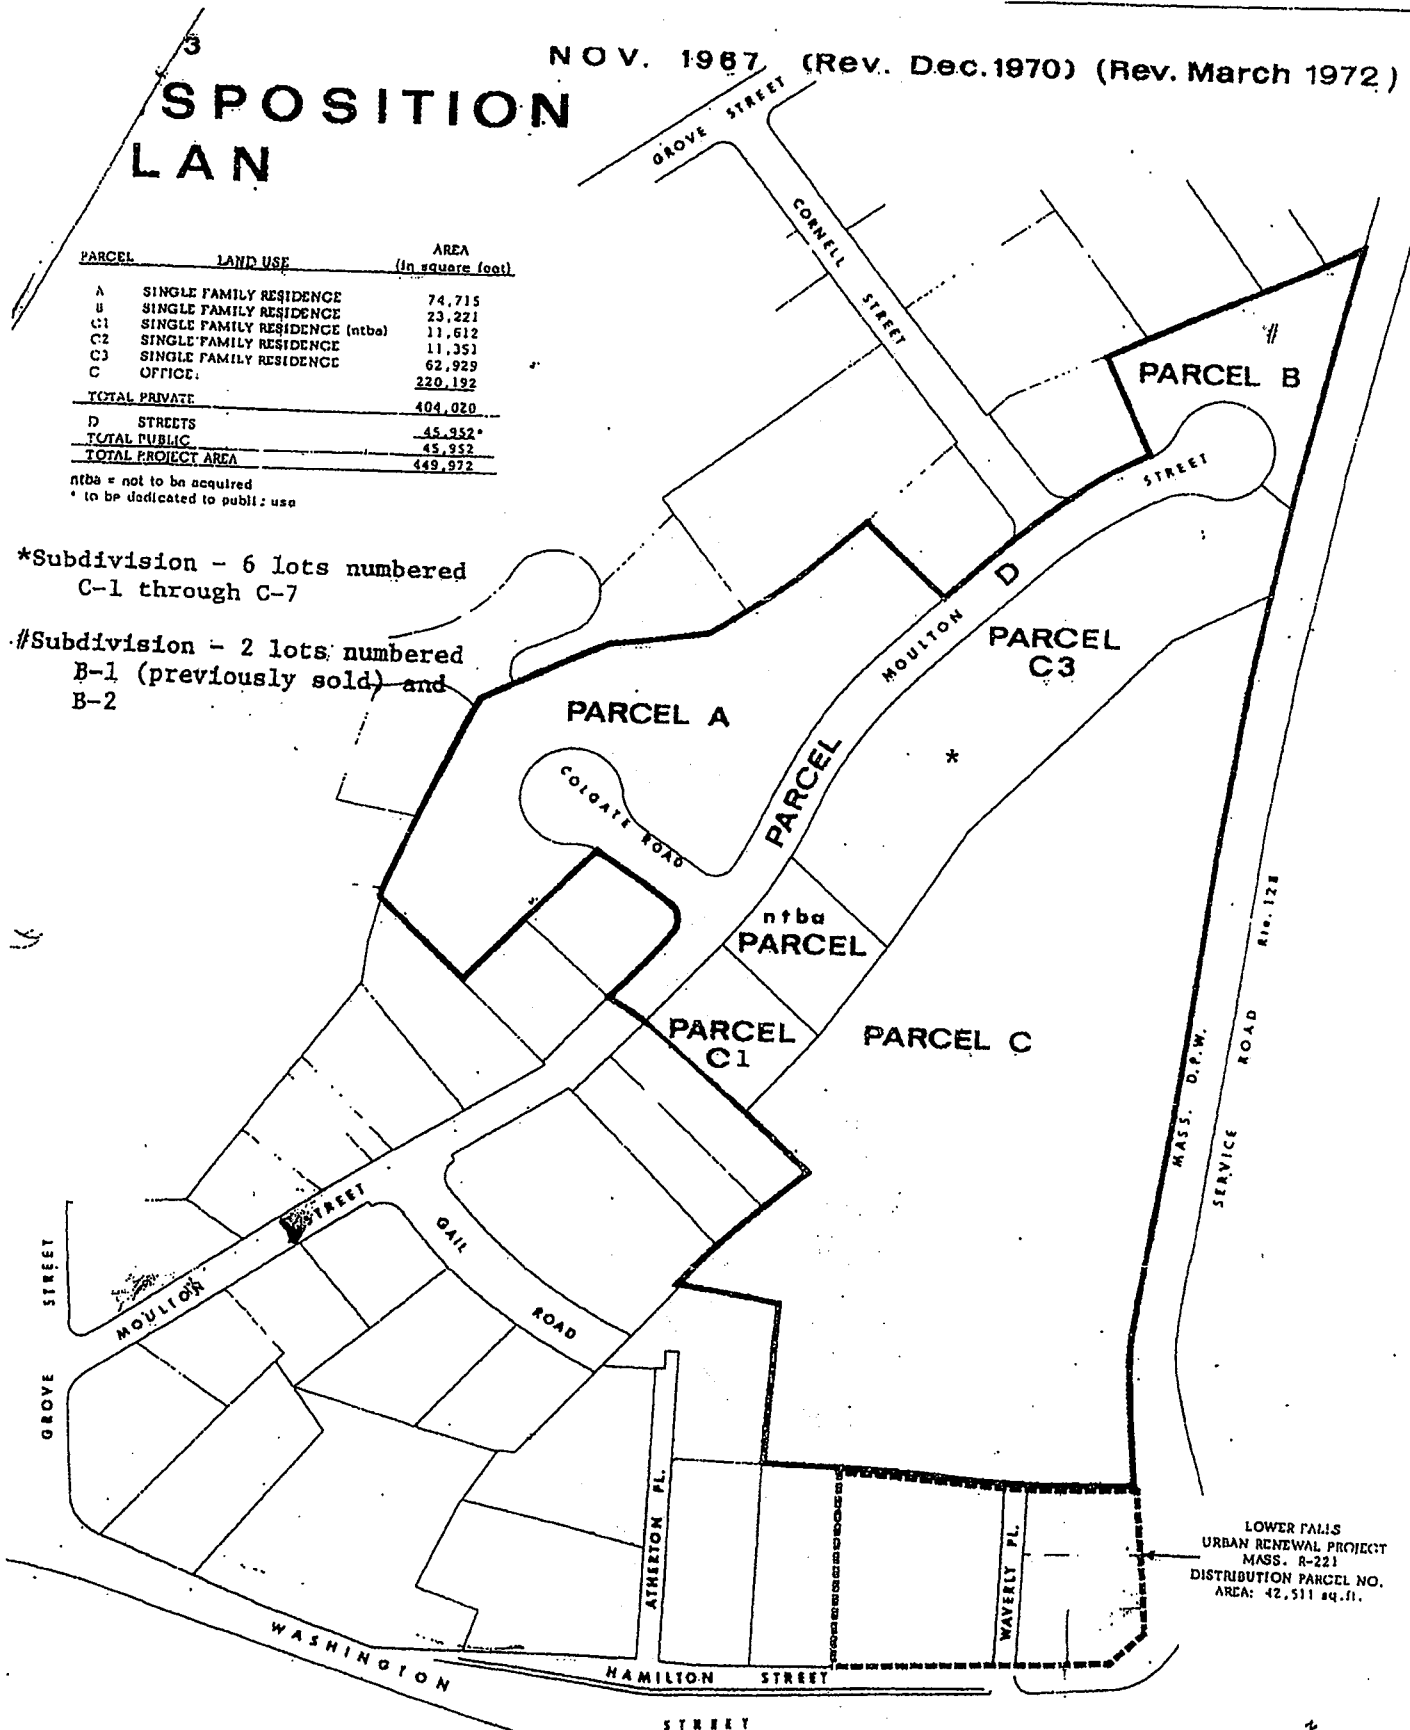 3
NOV. 1967 (Rev. Dec.1970) (Rev. March 1972)
SPOSITION
LAN
PARCEL LAND USE AREA (in square feet)
A SINGLE FAMILY RESIDENCE 74,715
B SINGLE FAMILY RESIDENCE 23,221
C1 SINGLE FAMILY RESIDENCE (ntba) 11,612
C2 SINGLE FAMILY RESIDENCE 11,351
C3 SINGLE FAMILY RESIDENCE 62,929
C OFFICE 220,192
TOTAL PRIVATE 404,020
D STREETS 45,952*
TOTAL PUBLIC 45,952
TOTAL PROJECT AREA 449,972
ntba = not to be acquired
* to be dedicated to public use
*Subdivision - 6 lots numbered
C-1 through C-7
#Subdivision - 2 lots numbered
B-1 (previously sold) and
B-2
GROVE STREET
CORNELL STREET
#
PARCEL B
STREET
D
MOULTON
PARCEL
C3
PARCEL A
*
PARCEL
COLGATE ROAD
ntba
PARCEL
PARCEL
C1
PARCEL C
MASS. D.P.W.
SERVICE ROAD Rte. 128
STREET
GAIL ROAD
MOULTON
GROVE STREET
GROVE
ATHERTON PL.
WAVERLY PL.
LOWER FALLS
URBAN RENEWAL PROJECT
MASS. R-221
DISTRIBUTION PARCEL NO.
AREA: 42,511 sq.ft.
WASHINGTON
HAMILTON STREET
STREET